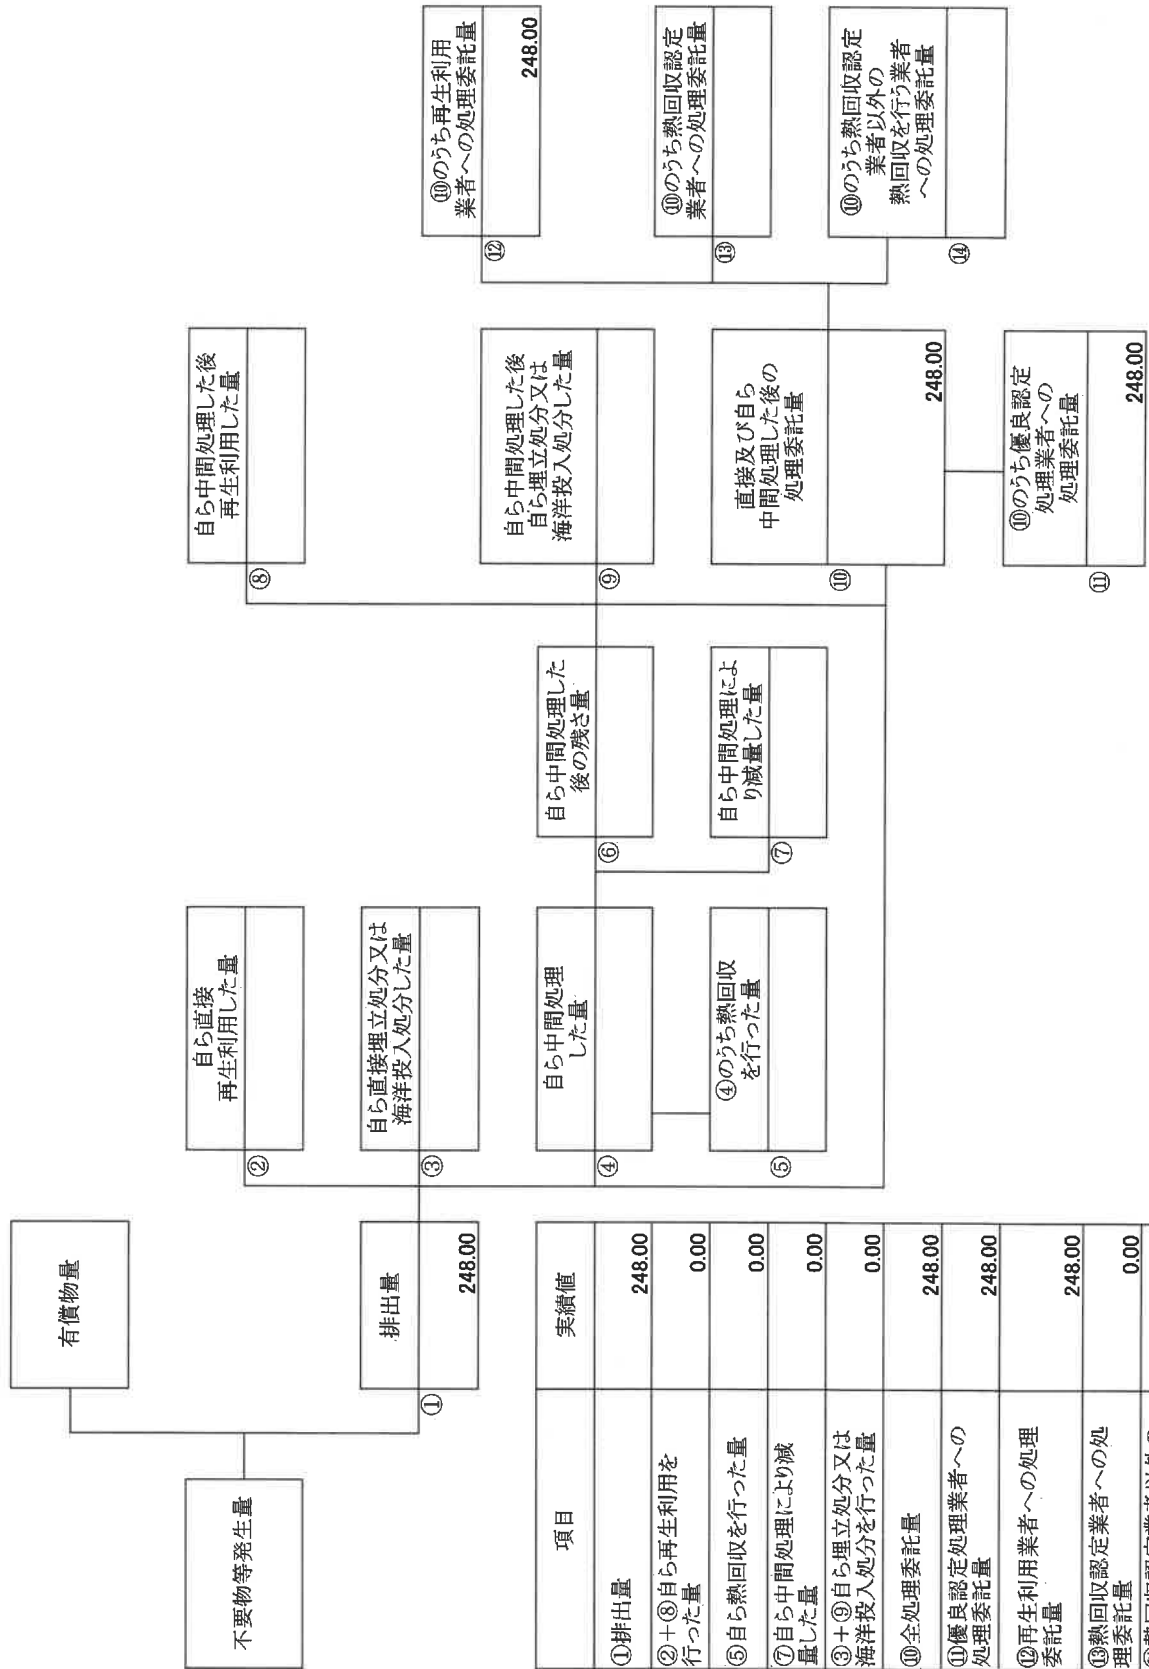 不要物等発生量
有償物量
①
排出量
248.00
②
自ら直接
再生利用した量
③
自ら直接埋立処分又は
海洋投入処分した量
④
自ら中間処理
した量
⑤
④のうち熱回収
を行った量
⑥
自ら中間処理した
後の残さ量
⑦
自ら中間処理によ
り減量した量
⑧
自ら中間処理した後
再生利用した量
⑨
自ら中間処理した後
自ら埋立処分又は
海洋投入処分した量
⑩
直接及び自ら
中間処理した後の
処理委託量
248.00
⑪
⑩のうち優良認定
処理業者への
処理委託量
248.00
⑫
⑩のうち再生利用
業者への処理委託量
248.00
⑬
⑩のうち熱回収認定
業者への処理委託量
⑭
⑩のうち熱回収認定
業者以外の
熱回収を行う業者
への処理委託量
項目 実績値
①排出量 248.00
②+⑧自ら再生利用を
行った量 0.00
⑤自ら熱回収を行った量 0.00
⑦自ら中間処理により減
量した量 0.00
③+⑨自ら埋立処分又は
海洋投入処分を行った量 0.00
⑩全処理委託量 248.00
⑪優良認定処理業者への
処理委託量 248.00
⑫再生利用業者への処理
委託量 248.00
⑬熱回収認定業者への処
理委託量 0.00